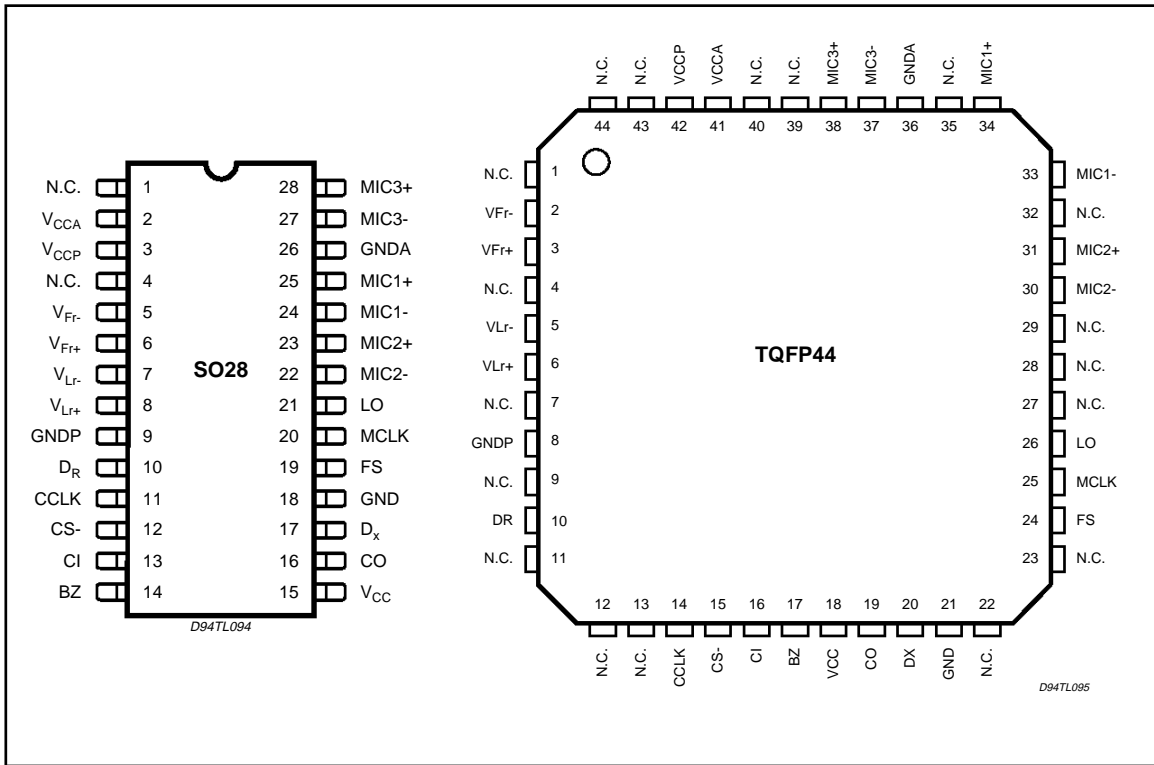 N.C. 1 28 MIC3+
VCCA 2 27 MIC3-
VCCP 3 26 GNDA
N.C. 4 25 MIC1+
VFr- 5 24 MIC1-
VFr+ 6 23 MIC2+
VLr- 7 22 MIC2-
SO28
VLr+ 8 21 LO
GNDP 9 20 MCLK
DR 10 19 FS
CCLK 11 18 GND
CS- 12 17 Dx
CI 13 16 CO
BZ 14 15 VCC
D94TL094
N.C. N.C. VCCP VCCA N.C. N.C. MIC3+ MIC3- GNDA N.C. MIC1+
44 43 42 41 40 39 38 37 36 35 34
N.C. 1 33 MIC1-
VFr- 2 32 N.C.
VFr+ 3 31 MIC2+
N.C. 4 30 MIC2-
VLr- 5 29 N.C.
TQFP44
VLr+ 6 28 N.C.
N.C. 7 27 N.C.
GNDP 8 26 LO
N.C. 9 25 MCLK
DR 10 24 FS
N.C. 11 23 N.C.
12 13 14 15 16 17 18 19 20 21 22
N.C. N.C. CCLK CS- CI BZ VCC CO DX GND N.C.
D94TL095